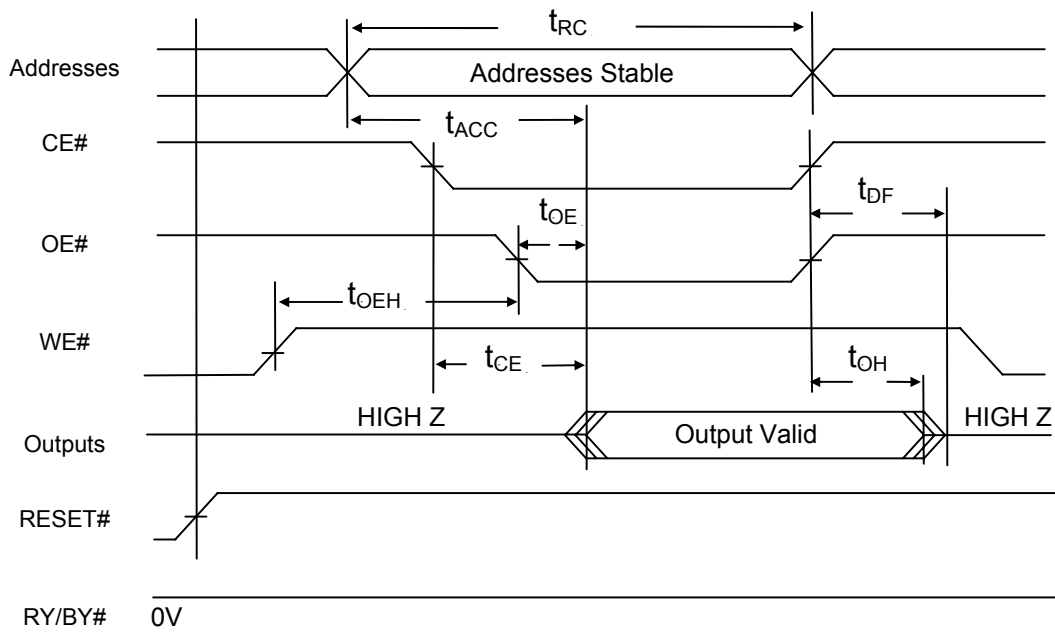 tRC
Addresses
Addresses Stable
tACC
CE#
tDF
tOE
OE#
tOEH
WE#
tCE
tOH
HIGH Z
HIGH Z
Output Valid
Outputs
RESET#
RY/BY#
0V